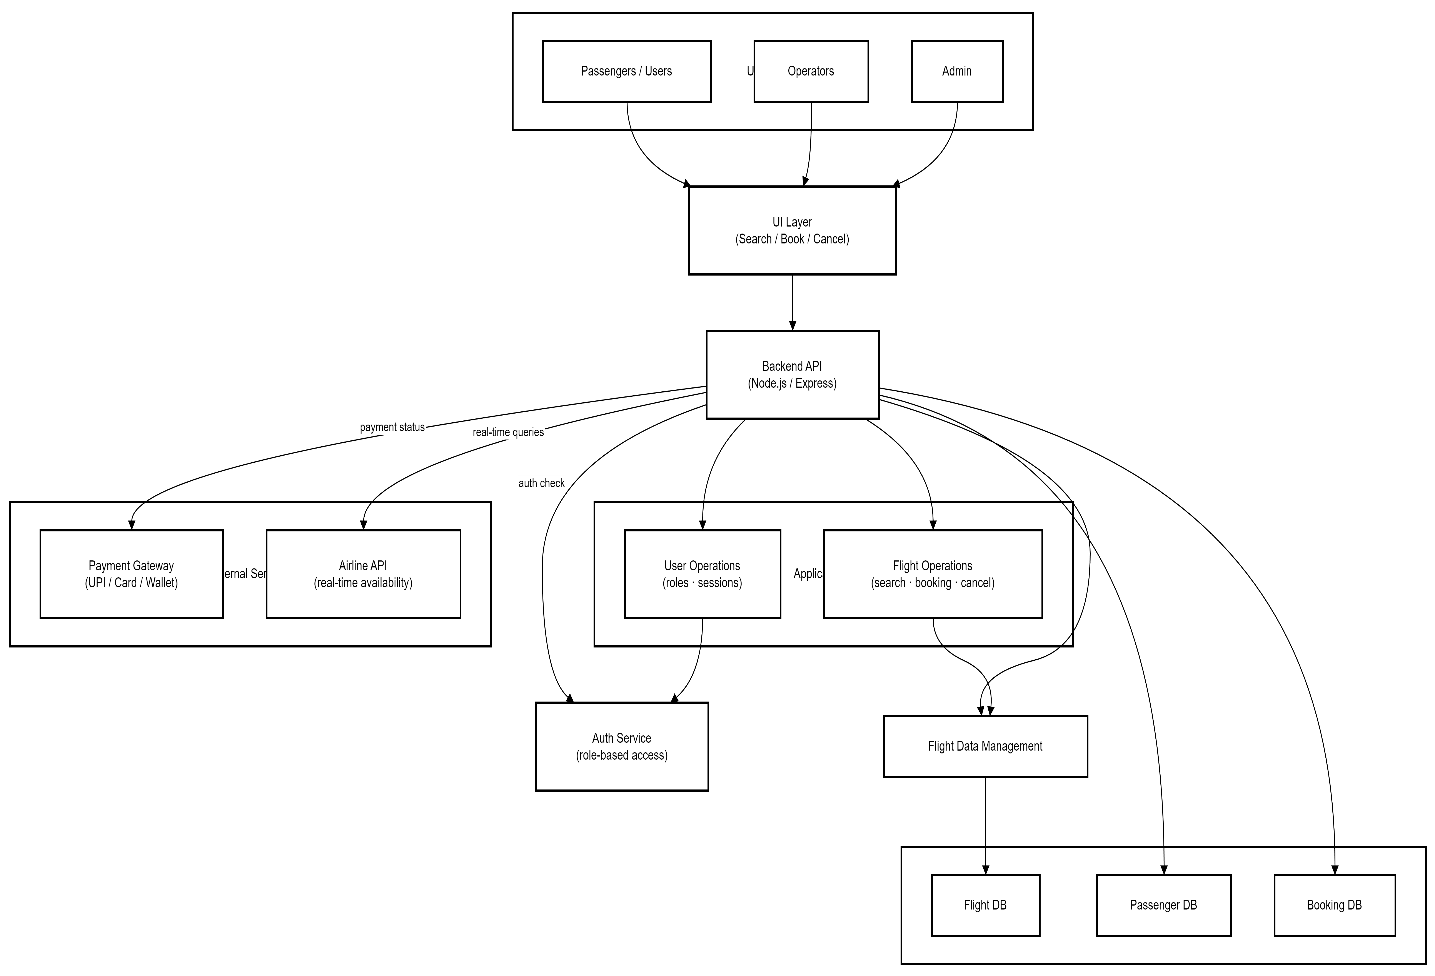 Passengers / Users
U
Operators
Admin
UI Layer
(Search / Book / Cancel)
Backend API
(Node.js / Express)
payment status
real-time queries
auth check
Payment Gateway
(UPI / Card / Wallet)
ernal Ser
Airline API
(real-time availability)
User Operations
(roles · sessions)
Applic
Flight Operations
(search · booking · cancel)
Auth Service
(role-based access)
Flight Data Management
Flight DB
Passenger DB
Booking DB